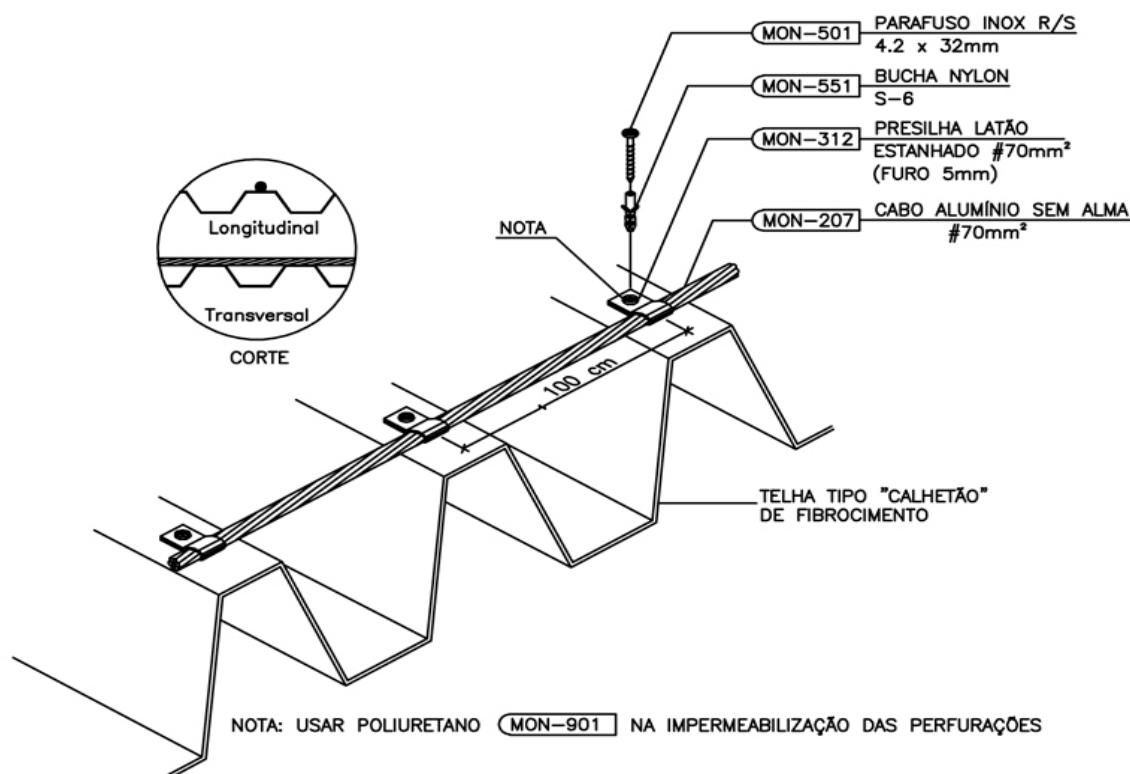 MON-501 PARAFUSO INOX R/S
4.2 x 32mm
MON-551 BUCHA NYLON
S-6
MON-312 PRESILHA LATÃO
ESTANHADO #70mm²
(FURO 5mm)
MON-207 CABO ALUMÍNIO SEM ALMA
#70mm²
NOTA
Longitudinal
Transversal
CORTE
100 cm
TELHA TIPO "CALHETÃO"
DE FIBROCIMENTO
NOTA: USAR POLIURETANO MON-901 NA IMPERMEABILIZAÇÃO DAS PERFURAÇÕES